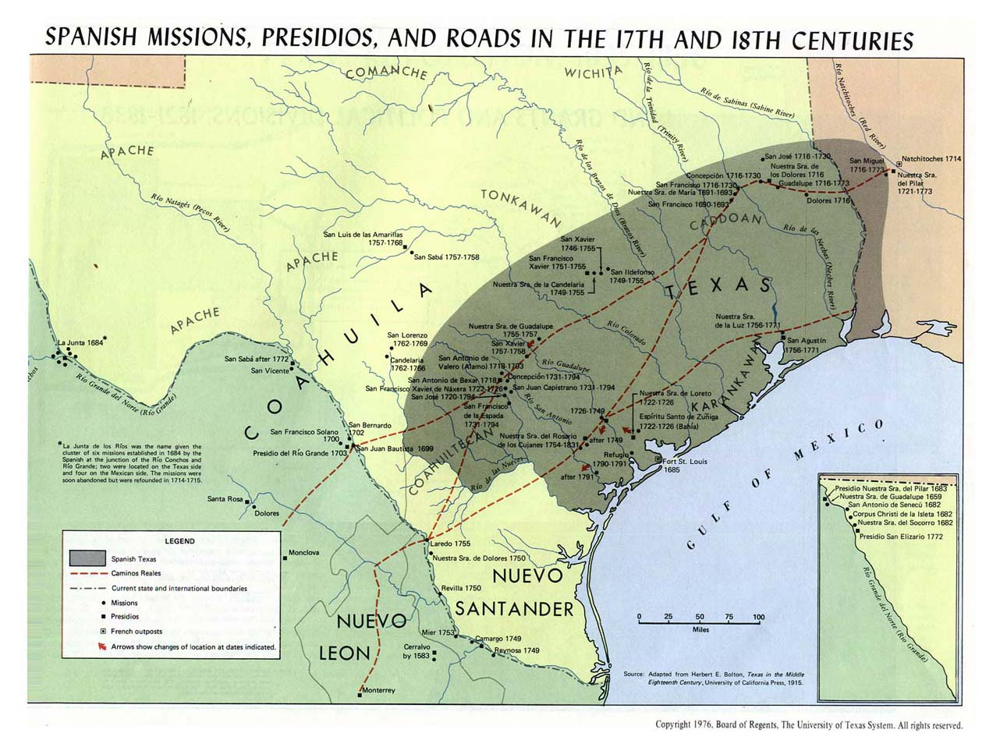 SPANISH MISSIONS, PRESIDIOS, AND ROADS IN THE 17TH AND 18TH CENTURIES
COMANCHE
WICHITA
Río de la Trinidad (Trinity River)
Río de Sabinas (Sabine River)
Río Natchitoches (Red River)
APACHE
Río de los Brazos de Dios (Brazos River)
San José 1716-1730
San Miguel
1716-1773
Natchitoches 1714
Nuestra Sra. de
los Dolores 1716
Concepción 1716-1730
Guadalupe 1716-1773
Nuestra Sra.
del Pilar
1721-1773
San Francisco 1716-1730
Nuestra Sra. de María 1691-1693
San Francisco 1690-1693
Dolores 1716
Río Natagés (Pecos River)
TONKAWAN
CADDOAN
Río de las Nechas (Neches River)
San Luis de las Amarillas
1757-1768
San Sabá 1757-1758
APACHE
San Xavier
1746-1755
San Francisco
Xavier 1751-1755
San Ildefonso
1749-1755
Nuestra Sra. de la Candelaria
1749-1755
TEXAS
APACHE
COAHUILA
Nuestra Sra. de Guadalupe
1755-1757
Río Colorado
Nuestra Sra.
de la Luz 1756-1771
San Agustín
1756-1771
La Junta 1684*
San Lorenzo
1762-1769
San Xavier
1757-1758
San Sabá after 1772
San Vicente
Candelaria
1762-1766
San Antonio de
Valero (Alamo) 1718-1793
Río Guadalupe
chos
Río Grande del Norte (Río Grande)
San Antonio de Bexar 1718
Concepción 1731-1794
San Francisco Xavier de Náxera 1722-1726
San Juan Capistrano 1731-1794
San José 1720-1794
San Francisco
de la Espada
1731-1794
Río San Antonio
1726-1749
Nuestra Sra. de Loreto
1722-1726
KARANKAWAN
Espíritu Santo de Zuñiga
1722-1726 (Bahía)
San Bernardo
1702
San Francisco Solano
1700
Presidio del Río Grande 1703
San Juan Bautista 1699
COAHUILTECAN
Nuestra Sra. del Rosario
de los Cujanes 1754-1831
after 1749
Refugio
1790-1791
after 1791
Fort St. Louis
1685
Río de las Nueces
GULF OF MEXICO
*La Junta de los Ríos was the name given the
cluster of six missions established in 1684 by the
Spanish at the junction of the Río Conchos and
Río Grande; two were located on the Texas side
and four on the Mexican side. The missions were
soon abandoned but were refounded in 1714-1715.
Santa Rosa
Dolores
Monclova
Laredo 1755
Nuestra Sra. de Dolores 1750
NUEVO
SANTANDER
Revilla 1750
NUEVO
LEON
Mier 1753
Camargo 1749
Reynosa 1749
Cerralvo
by 1583
Monterrey
LEGEND
Spanish Texas
Caminos Reales
Current state and international boundaries
Missions
Presidios
French outposts
Arrows show changes of location at dates indicated.
0 25 50 75 100
Miles
Source: Adapted from Herbert E. Bolton, Texas in the Middle
Eighteenth Century, University of California Press, 1915.
Presidio Nuestra Sra. del Pilar 1683
Nuestra Sra. de Guadalupe 1659
San Antonio de Senecú 1682
Corpus Christi de la Isleta 1682
Nuestra Sra. del Socorro 1682
Presidio San Elizario 1772
Río Grande del Norte (Río Grande)
Copyright 1976, Board of Regents, The University of Texas System. All rights reserved.